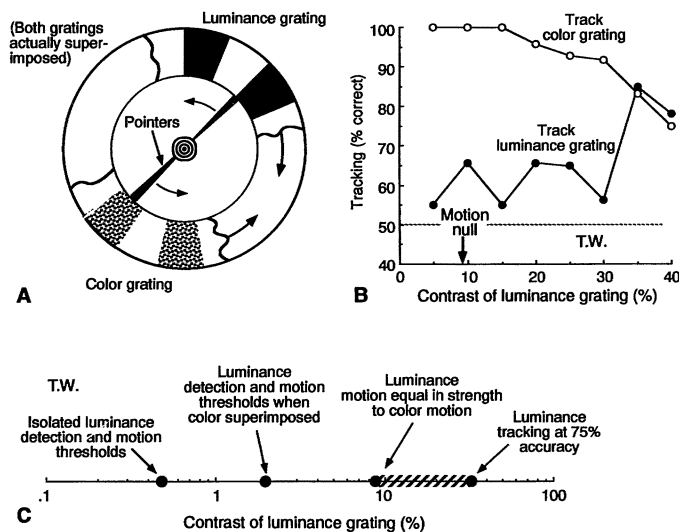 (Both gratings
actually super-
imposed)
Luminance grating
Pointers
Color grating
A
Tracking (% correct)
100
90
80
70
60
50
40
Track
color grating
Track
luminance grating
Motion
null
T.W.
0
10
20
30
40
Contrast of luminance grating (%)
B
T.W.
Isolated luminance
detection and motion
thresholds
Luminance
detection and motion
thresholds when
color superimposed
Luminance
motion equal in strength
to color motion
Luminance
tracking at 75%
accuracy
.1
1
10
100
Contrast of luminance grating (%)
C